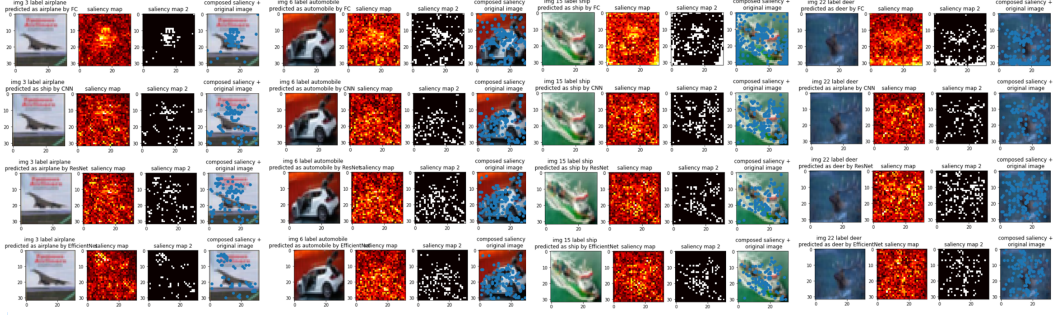 img 3 label airplane
predicted as airplane by FC
saliency map
saliency map 2
composed saliency +
original image
img 6 label automobile
predicted as automobile by FC
saliency map
saliency map 2
composed saliency +
original image
img 15 label ship
predicted as ship by FC
saliency map
saliency map 2
composed saliency +
original image
img 22 label deer
predicted as deer by FC
saliency map
saliency map 2
composed saliency +
original image
img 3 label airplane
predicted as ship by CNN
saliency map
saliency map 2
composed saliency +
original image
img 6 label automobile
predicted as automobile by CNN
saliency map
saliency map 2
composed saliency +
original image
img 15 label ship
predicted as ship by CNN
saliency map
saliency map 2
composed saliency +
original image
img 22 label deer
predicted as airplane by CNN
saliency map
saliency map 2
composed saliency +
original image
img 3 label airplane
predicted as airplane by ResNet
saliency map
saliency map 2
composed saliency +
original image
img 6 label automobile
predicted as automobile by ResNet
saliency map
saliency map 2
composed saliency +
original image
img 15 label ship
predicted as ship by ResNet
saliency map
saliency map 2
composed saliency +
original image
img 22 label deer
predicted as deer by ResNet
saliency map
saliency map 2
composed saliency +
original image
img 3 label airplane
predicted as airplane by EfficientNet
saliency map
saliency map 2
composed saliency +
original image
img 6 label automobile
predicted as automobile by EfficientNet
saliency map
saliency map 2
composed saliency +
original image
img 15 label ship
predicted as ship by EfficientNet
saliency map
saliency map 2
composed saliency +
original image
img 22 label deer
predicted as deer by EfficientNet
saliency map
saliency map 2
composed saliency +
original image